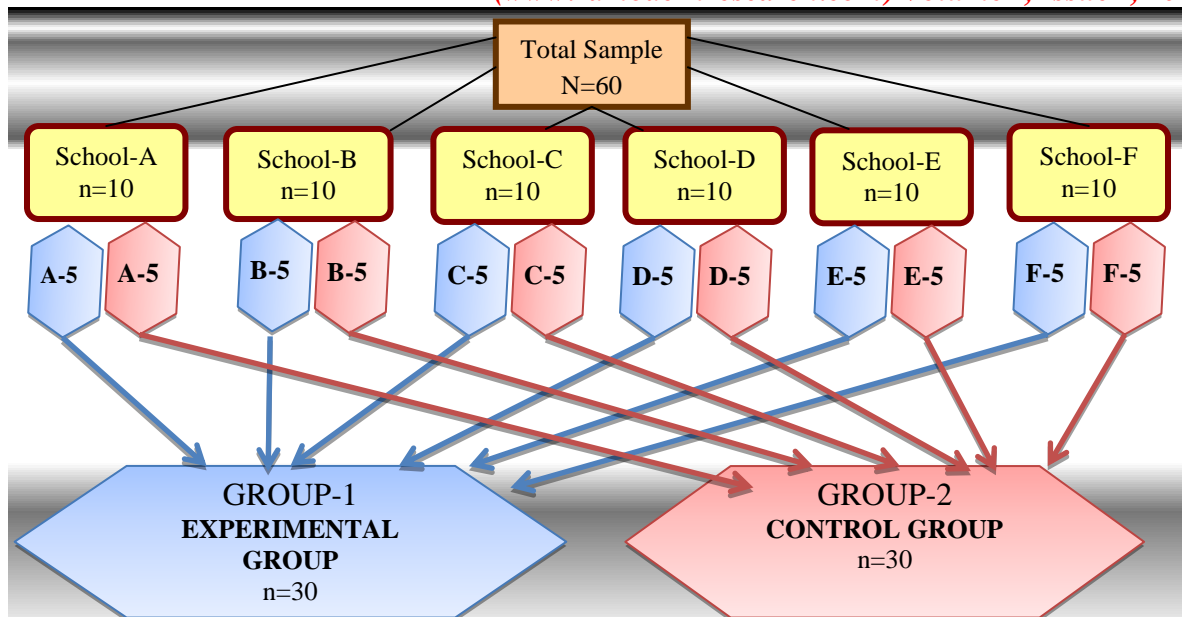 Total Sample
N=60
School-A
n=10
School-B
n=10
School-C
n=10
School-D
n=10
School-E
n=10
School-F
n=10
A-5
A-5
B-5
B-5
C-5
C-5
D-5
D-5
E-5
E-5
F-5
F-5
GROUP-1
EXPERIMENTAL
GROUP
n=30
GROUP-2
CONTROL GROUP
n=30